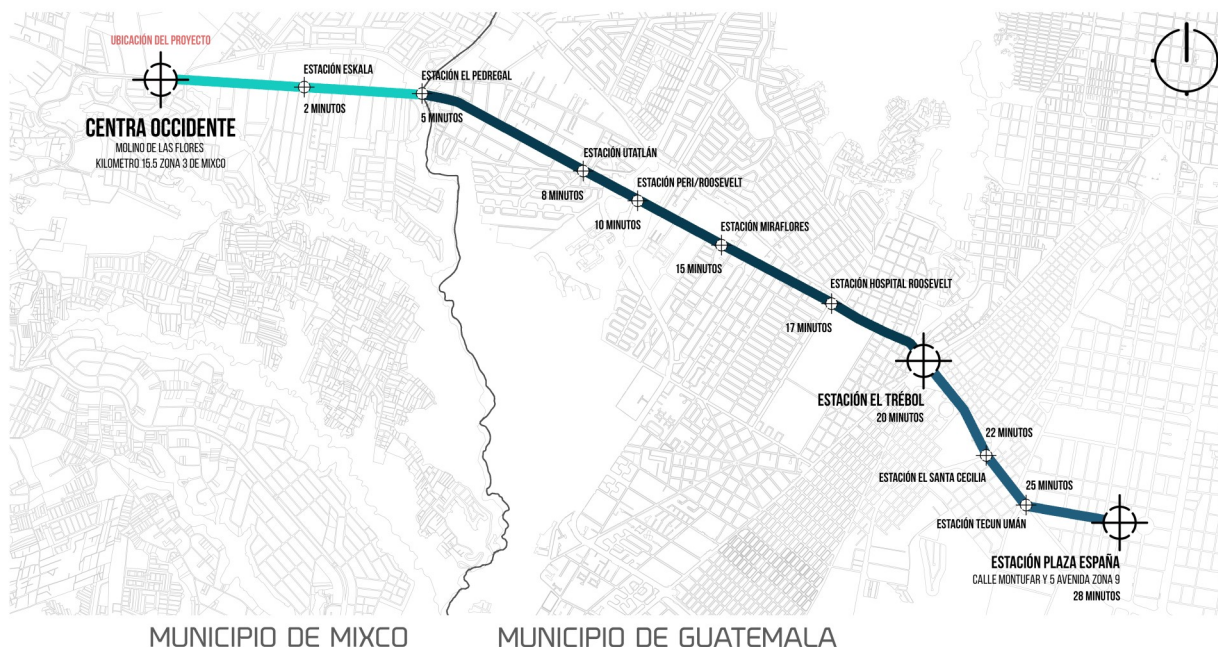 UBICACIÓN DEL PROYECTO
CENTRA OCCIDENTE
MOLINO DE LAS FLORES
KILOMETRO 15.5 ZONA 3 DE MIXCO
ESTACIÓN ESKALA
2 MINUTOS
ESTACIÓN EL PEDREGAL
5 MINUTOS
ESTACIÓN UTATLÁN
8 MINUTOS
ESTACIÓN PERI/ROOSEVELT
10 MINUTOS
ESTACIÓN MIRAFLORES
15 MINUTOS
ESTACIÓN HOSPITAL ROOSEVELT
17 MINUTOS
ESTACIÓN EL TRÉBOL
20 MINUTOS
22 MINUTOS
ESTACIÓN EL SANTA CECILIA
25 MINUTOS
ESTACIÓN TECUN UMÁN
ESTACIÓN PLAZA ESPAÑA
CALLE MONTUFAR Y 5 AVENIDA ZONA 9
28 MINUTOS
MUNICIPIO DE MIXCO
MUNICIPIO DE GUATEMALA